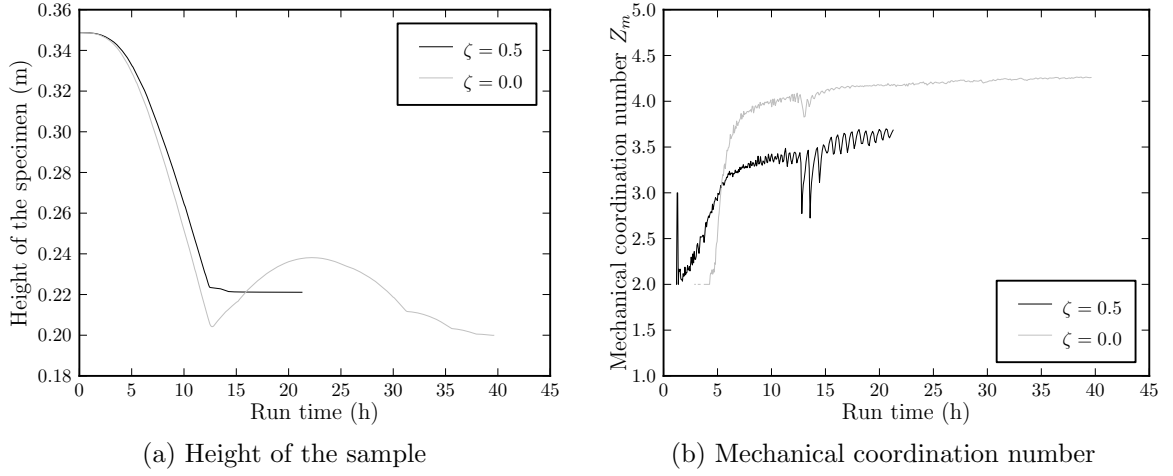 0.36
0.34
0.32
0.30
0.28
0.26
0.24
0.22
0.20
0.18
Height of the specimen (m)
0 5 10 15 20 25 30 35 40 45
Run time (h)
ζ = 0.5
ζ = 0.0
(a) Height of the sample
5.0
4.5
4.0
3.5
3.0
2.5
2.0
1.5
1.0
Mechanical coordination number Zₘ
0 5 10 15 20 25 30 35 40 45
Run time (h)
ζ = 0.5
ζ = 0.0
(b) Mechanical coordination number